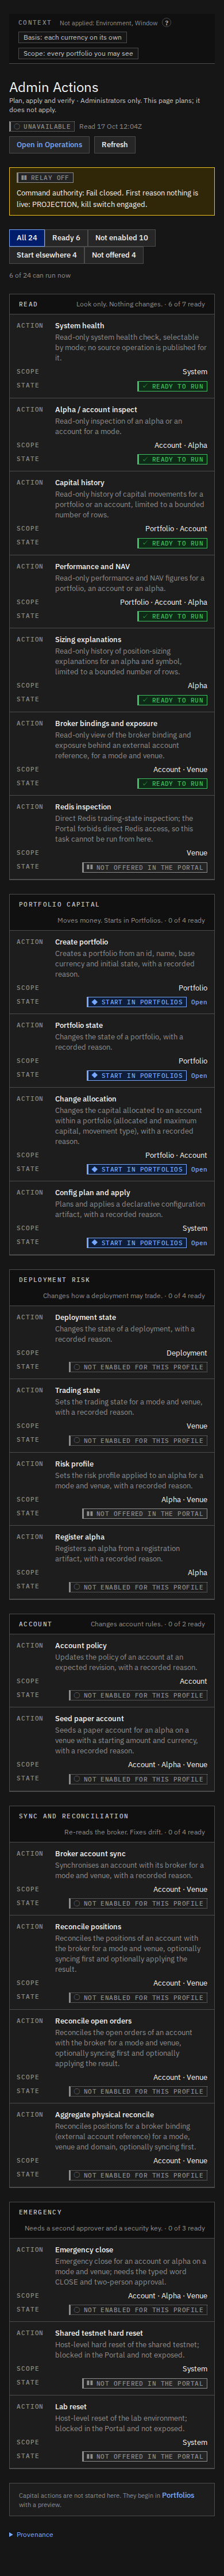 CONTEXT Not applied: Environment, Window ?
Basis: each currency on its own
Scope: every portfolio you may see
Admin Actions
Plan, apply and verify · Administrators only. This page plans; it
does not apply.
UNAVAILABLE Read 17 Oct 12:04Z
Open in Operations Refresh
RELAY OFF
Command authority: Fail closed. First reason nothing is
live: PROJECTION, kill switch engaged.
All 24 Ready 6 Not enabled 10
Start elsewhere 4 Not offered 4
6 of 24 can run now
READ Look only. Nothing changes. · 6 of 7 ready
ACTION System health
Read-only system health check, selectable
by mode; no source operation is published for
it.
SCOPE System
STATE ✓ READY TO RUN
ACTION Alpha / account inspect
Read-only inspection of an alpha or an
account for a mode.
SCOPE Account · Alpha
STATE ✓ READY TO RUN
ACTION Capital history
Read-only history of capital movements for a
portfolio or an account, limited to a bounded
number of rows.
SCOPE Portfolio · Account
STATE ✓ READY TO RUN
ACTION Performance and NAV
Read-only performance and NAV figures for a
portfolio, an account or an alpha.
SCOPE Portfolio · Account · Alpha
STATE ✓ READY TO RUN
ACTION Sizing explanations
Read-only history of position-sizing
explanations for an alpha and symbol,
limited to a bounded number of rows.
SCOPE Alpha
STATE ✓ READY TO RUN
ACTION Broker bindings and exposure
Read-only view of the broker binding and
exposure behind an external account
reference, for a mode and venue.
SCOPE Account · Venue
STATE ✓ READY TO RUN
ACTION Redis inspection
Direct Redis trading-state inspection; the
Portal forbids direct Redis access, so this
task cannot be run from here.
SCOPE Venue
STATE NOT OFFERED IN THE PORTAL
PORTFOLIO CAPITAL
Moves money. Starts in Portfolios. · 0 of 4 ready
ACTION Create portfolio
Creates a portfolio from an id, name, base
currency and initial state, with a recorded
reason.
SCOPE Portfolio
STATE ◆ START IN PORTFOLIOS Open
ACTION Portfolio state
Changes the state of a portfolio, with a
recorded reason.
SCOPE Portfolio
STATE ◆ START IN PORTFOLIOS Open
ACTION Change allocation
Changes the capital allocated to an account
within a portfolio (allocated and maximum
capital, movement type), with a recorded
reason.
SCOPE Portfolio · Account
STATE ◆ START IN PORTFOLIOS Open
ACTION Config plan and apply
Plans and applies a declarative configuration
artifact, with a recorded reason.
SCOPE System
STATE ◆ START IN PORTFOLIOS Open
DEPLOYMENT RISK
Changes how a deployment may trade. · 0 of 4 ready
ACTION Deployment state
Changes the state of a deployment, with a
recorded reason.
SCOPE Deployment
STATE NOT ENABLED FOR THIS PROFILE
ACTION Trading state
Sets the trading state for a mode and venue, with
a recorded reason.
SCOPE Venue
STATE NOT ENABLED FOR THIS PROFILE
ACTION Risk profile
Sets the risk profile applied to an alpha for a
mode and venue, with a recorded reason.
SCOPE Alpha · Venue
STATE NOT OFFERED IN THE PORTAL
ACTION Register alpha
Registers an alpha from a registration
artifact, with a recorded reason.
SCOPE Alpha
STATE NOT ENABLED FOR THIS PROFILE
ACCOUNT Changes account rules. · 0 of 2 ready
ACTION Account policy
Updates the policy of an account at an
expected revision, with a recorded reason.
SCOPE Account
STATE NOT ENABLED FOR THIS PROFILE
ACTION Seed paper account
Seeds a paper account for an alpha on a
venue with a starting amount and currency,
with a recorded reason.
SCOPE Account · Alpha · Venue
STATE NOT ENABLED FOR THIS PROFILE
SYNC AND RECONCILIATION
Re-reads the broker. Fixes drift. · 0 of 4 ready
ACTION Broker account sync
Synchronises an account with its broker for a
mode and venue, with a recorded reason.
SCOPE Account · Venue
STATE NOT ENABLED FOR THIS PROFILE
ACTION Reconcile positions
Reconciles the positions of an account with
the broker for a mode and venue, optionally
syncing first and optionally applying the
result.
SCOPE Account · Venue
STATE NOT ENABLED FOR THIS PROFILE
ACTION Reconcile open orders
Reconciles the open orders of an account
with the broker for a mode and venue,
optionally syncing first and optionally
applying the result.
SCOPE Account · Venue
STATE NOT ENABLED FOR THIS PROFILE
ACTION Aggregate physical reconcile
Reconciles positions for a broker binding
(external account reference) for a mode,
venue and domain, optionally syncing first.
SCOPE Account · Venue
STATE NOT ENABLED FOR THIS PROFILE
EMERGENCY
Needs a second approver and a security key. · 0 of 3 ready
ACTION Emergency close
Emergency close for an account or alpha on a
mode and venue; needs the typed word
CLOSE and two-person approval.
SCOPE Account · Alpha · Venue
STATE NOT ENABLED FOR THIS PROFILE
ACTION Shared testnet hard reset
Host-level hard reset of the shared testnet;
blocked in the Portal and not exposed.
SCOPE System
STATE NOT OFFERED IN THE PORTAL
ACTION Lab reset
Host-level reset of the lab environment;
blocked in the Portal and not exposed.
SCOPE System
STATE NOT OFFERED IN THE PORTAL
Capital actions are not started here. They begin in Portfolios
with a preview.
▶ Provenance